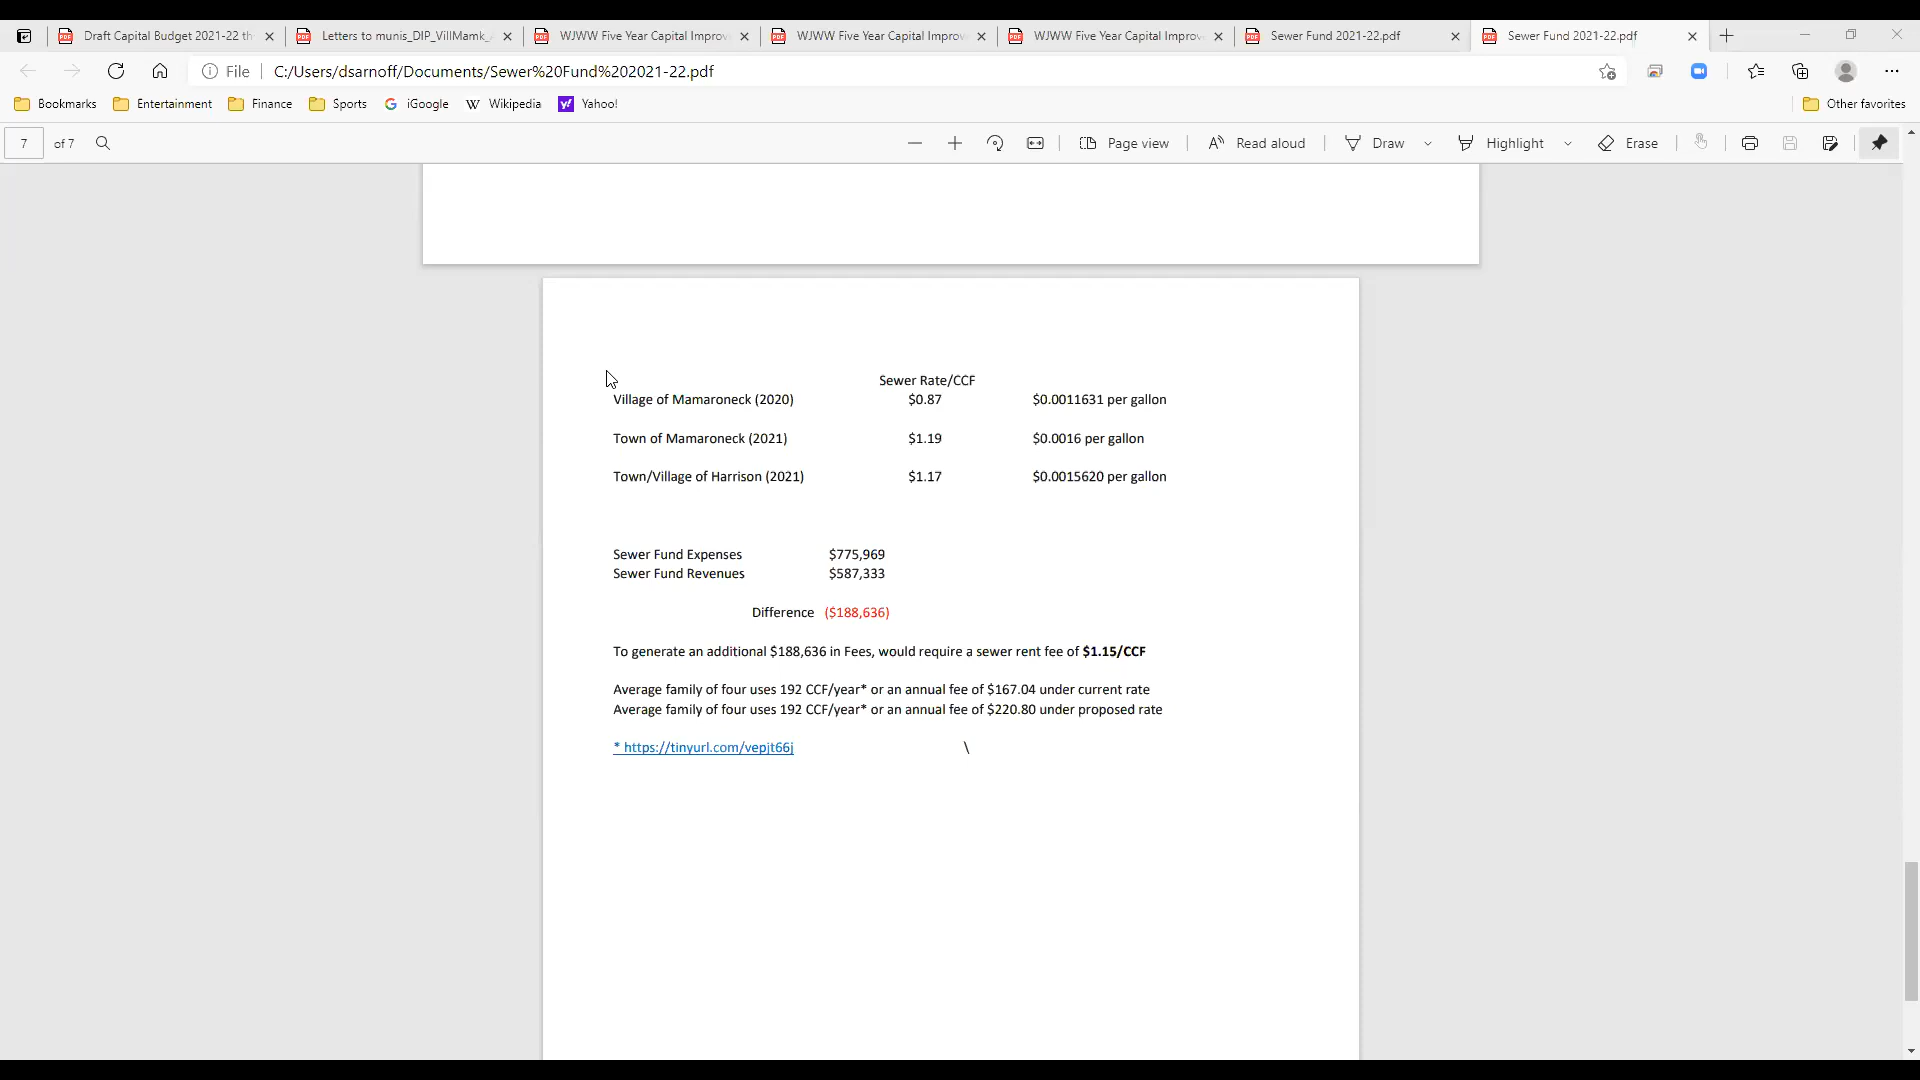 Draft Capital Budget 2021-22 th
Letters to munis_DIP_VillMamk_
WJWW Five Year Capital Improv
WJWW Five Year Capital Improv
WJWW Five Year Capital Improv
Sewer Fund 2021-22.pdf
Sewer Fund 2021-22.pdf
File
C:/Users/dsarnoff/Documents/Sewer%20Fund%202021-22.pdf
Bookmarks
Entertainment
Finance
Sports
iGoogle
Wikipedia
Yahoo!
Other favorites
7 of 7
Page view
Read aloud
Draw
Highlight
Erase
Sewer Rate/CCF
Village of Mamaroneck (2020) $0.87 $0.0011631 per gallon
Town of Mamaroneck (2021) $1.19 $0.0016 per gallon
Town/Village of Harrison (2021) $1.17 $0.0015620 per gallon
Sewer Fund Expenses $775,969
Sewer Fund Revenues $587,333
Difference ($188,636)
To generate an additional $188,636 in Fees, would require a sewer rent fee of $1.15/CCF
Average family of four uses 192 CCF/year* or an annual fee of $167.04 under current rate
Average family of four uses 192 CCF/year* or an annual fee of $220.80 under proposed rate
* https://tinyurl.com/vepjt66j \